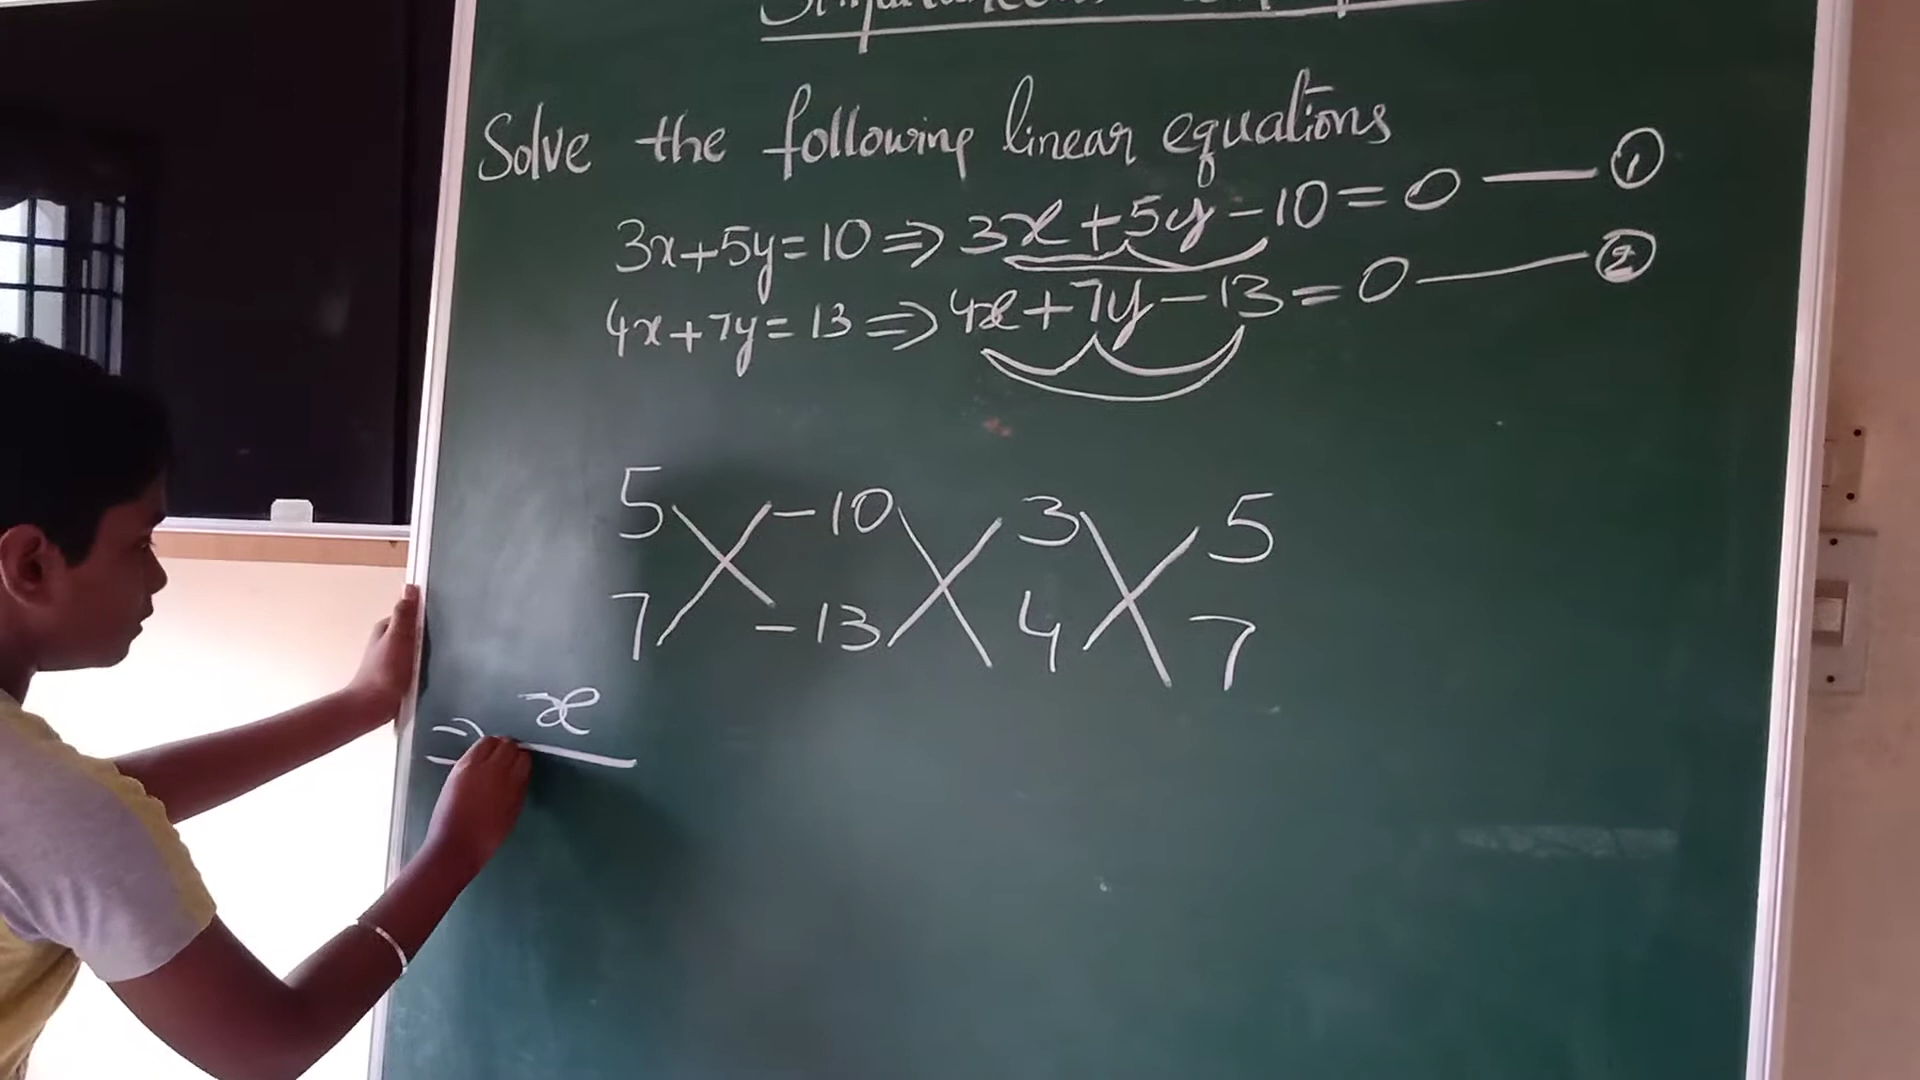 Solve the following linear equations
3x+5y=10 ⇒ 3x+5y-10=0 — ①
4x+7y=13 ⇒ 4x+7y-13=0 — ②
5 -10 3 5
7 -13 4 7
⇒ x